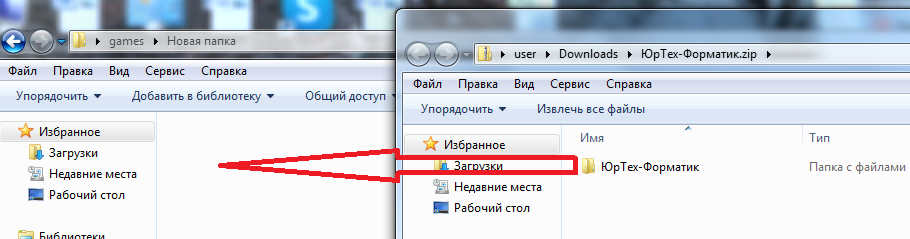 games ▸ Новая папка
Файл Правка Вид Сервис Справка
Упорядочить Добавить в библиотеку Общий доступ
Избранное
Загрузки
Недавние места
Рабочий стол
Библиотеки
user ▸ Downloads ▸ ЮрТех-Форматик.zip
Файл Правка Вид Сервис Справка
Упорядочить Извлечь все файлы
Избранное
Загрузки
Недавние места
Рабочий стол
Имя Тип
ЮрТех-Форматик Папка с файлами